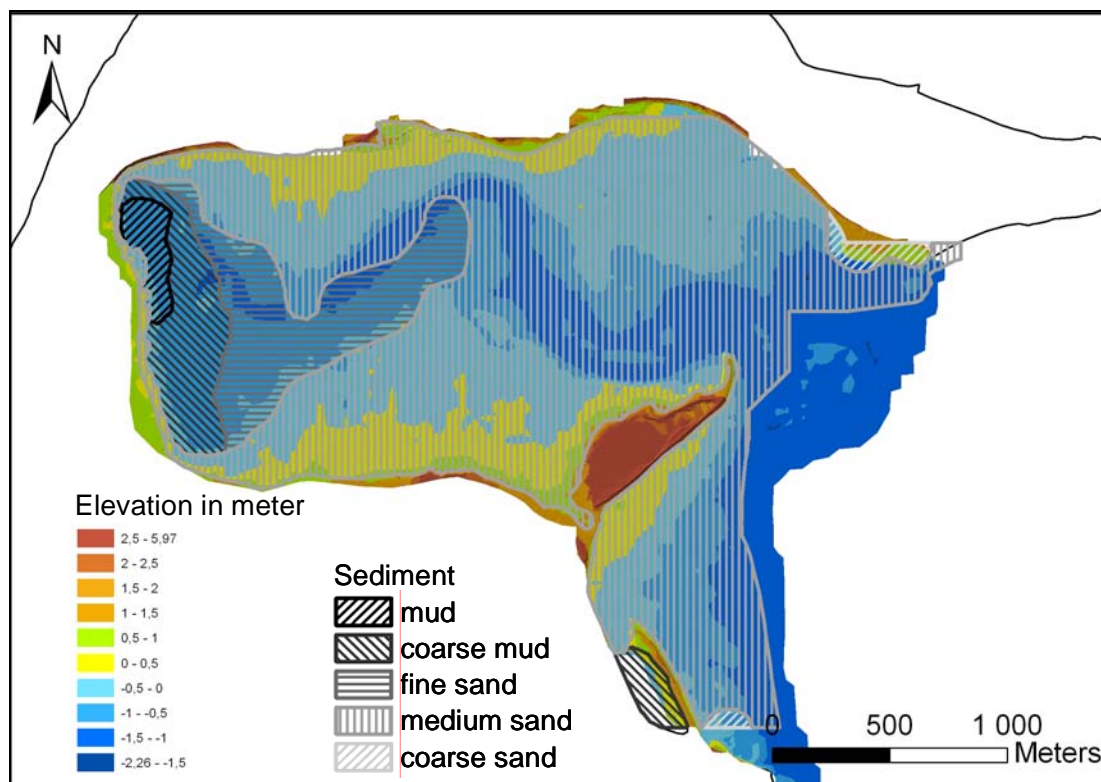 N
Elevation in meter
2,5 - 5,97
2 - 2,5
1,5 - 2
1 - 1,5
0,5 - 1
0 - 0,5
-0,5 - 0
-1 - -0,5
-1,5 - -1
-2,26 - -1,5
Sediment
mud
coarse mud
fine sand
medium sand
coarse sand
0 500 1 000
Meters